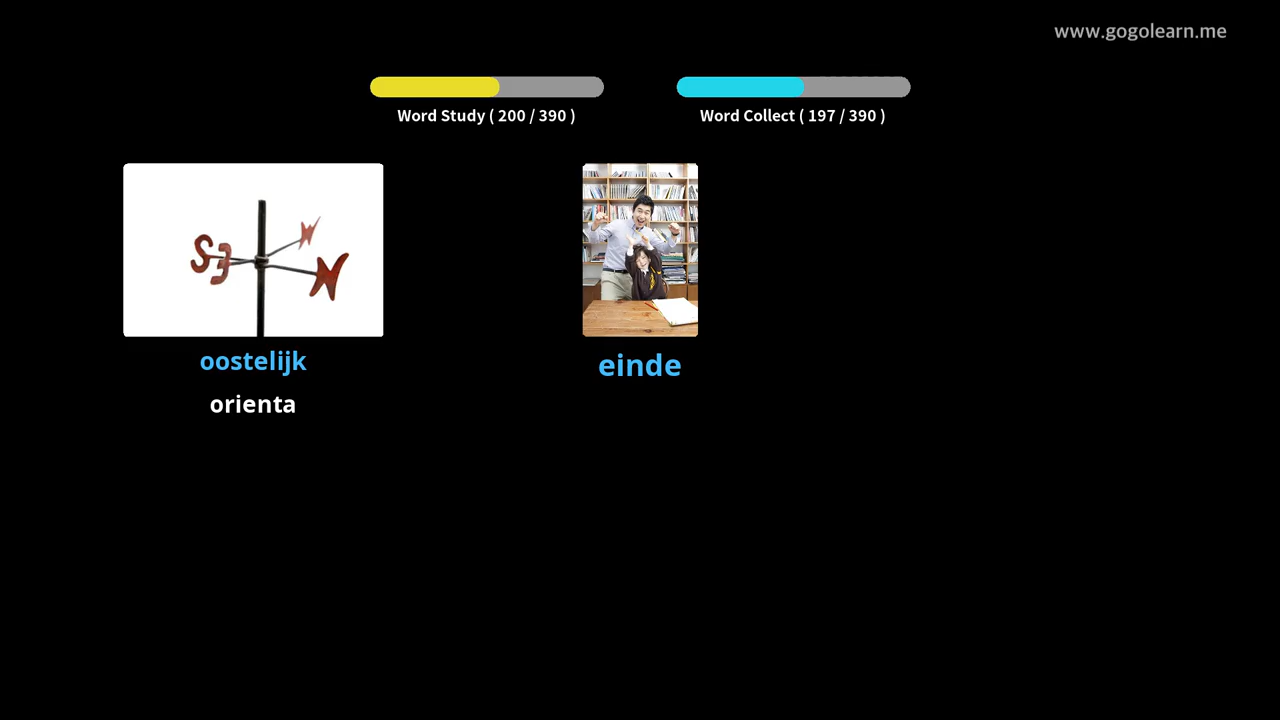 www.gogolearn.me
Word Study ( 200 / 390 )
Word Collect ( 197 / 390 )
S
E
N
W
oostelijk
orienta
einde